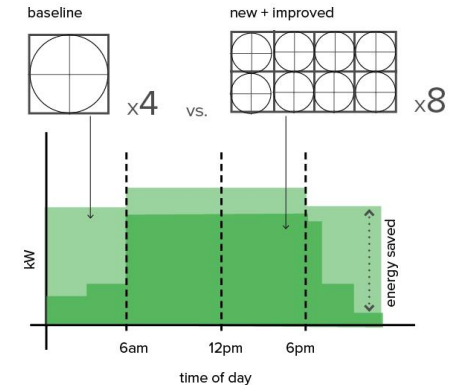 baseline
new + improved
x4
vs.
x8
kW
energy saved
6am
12pm
6pm
time of day